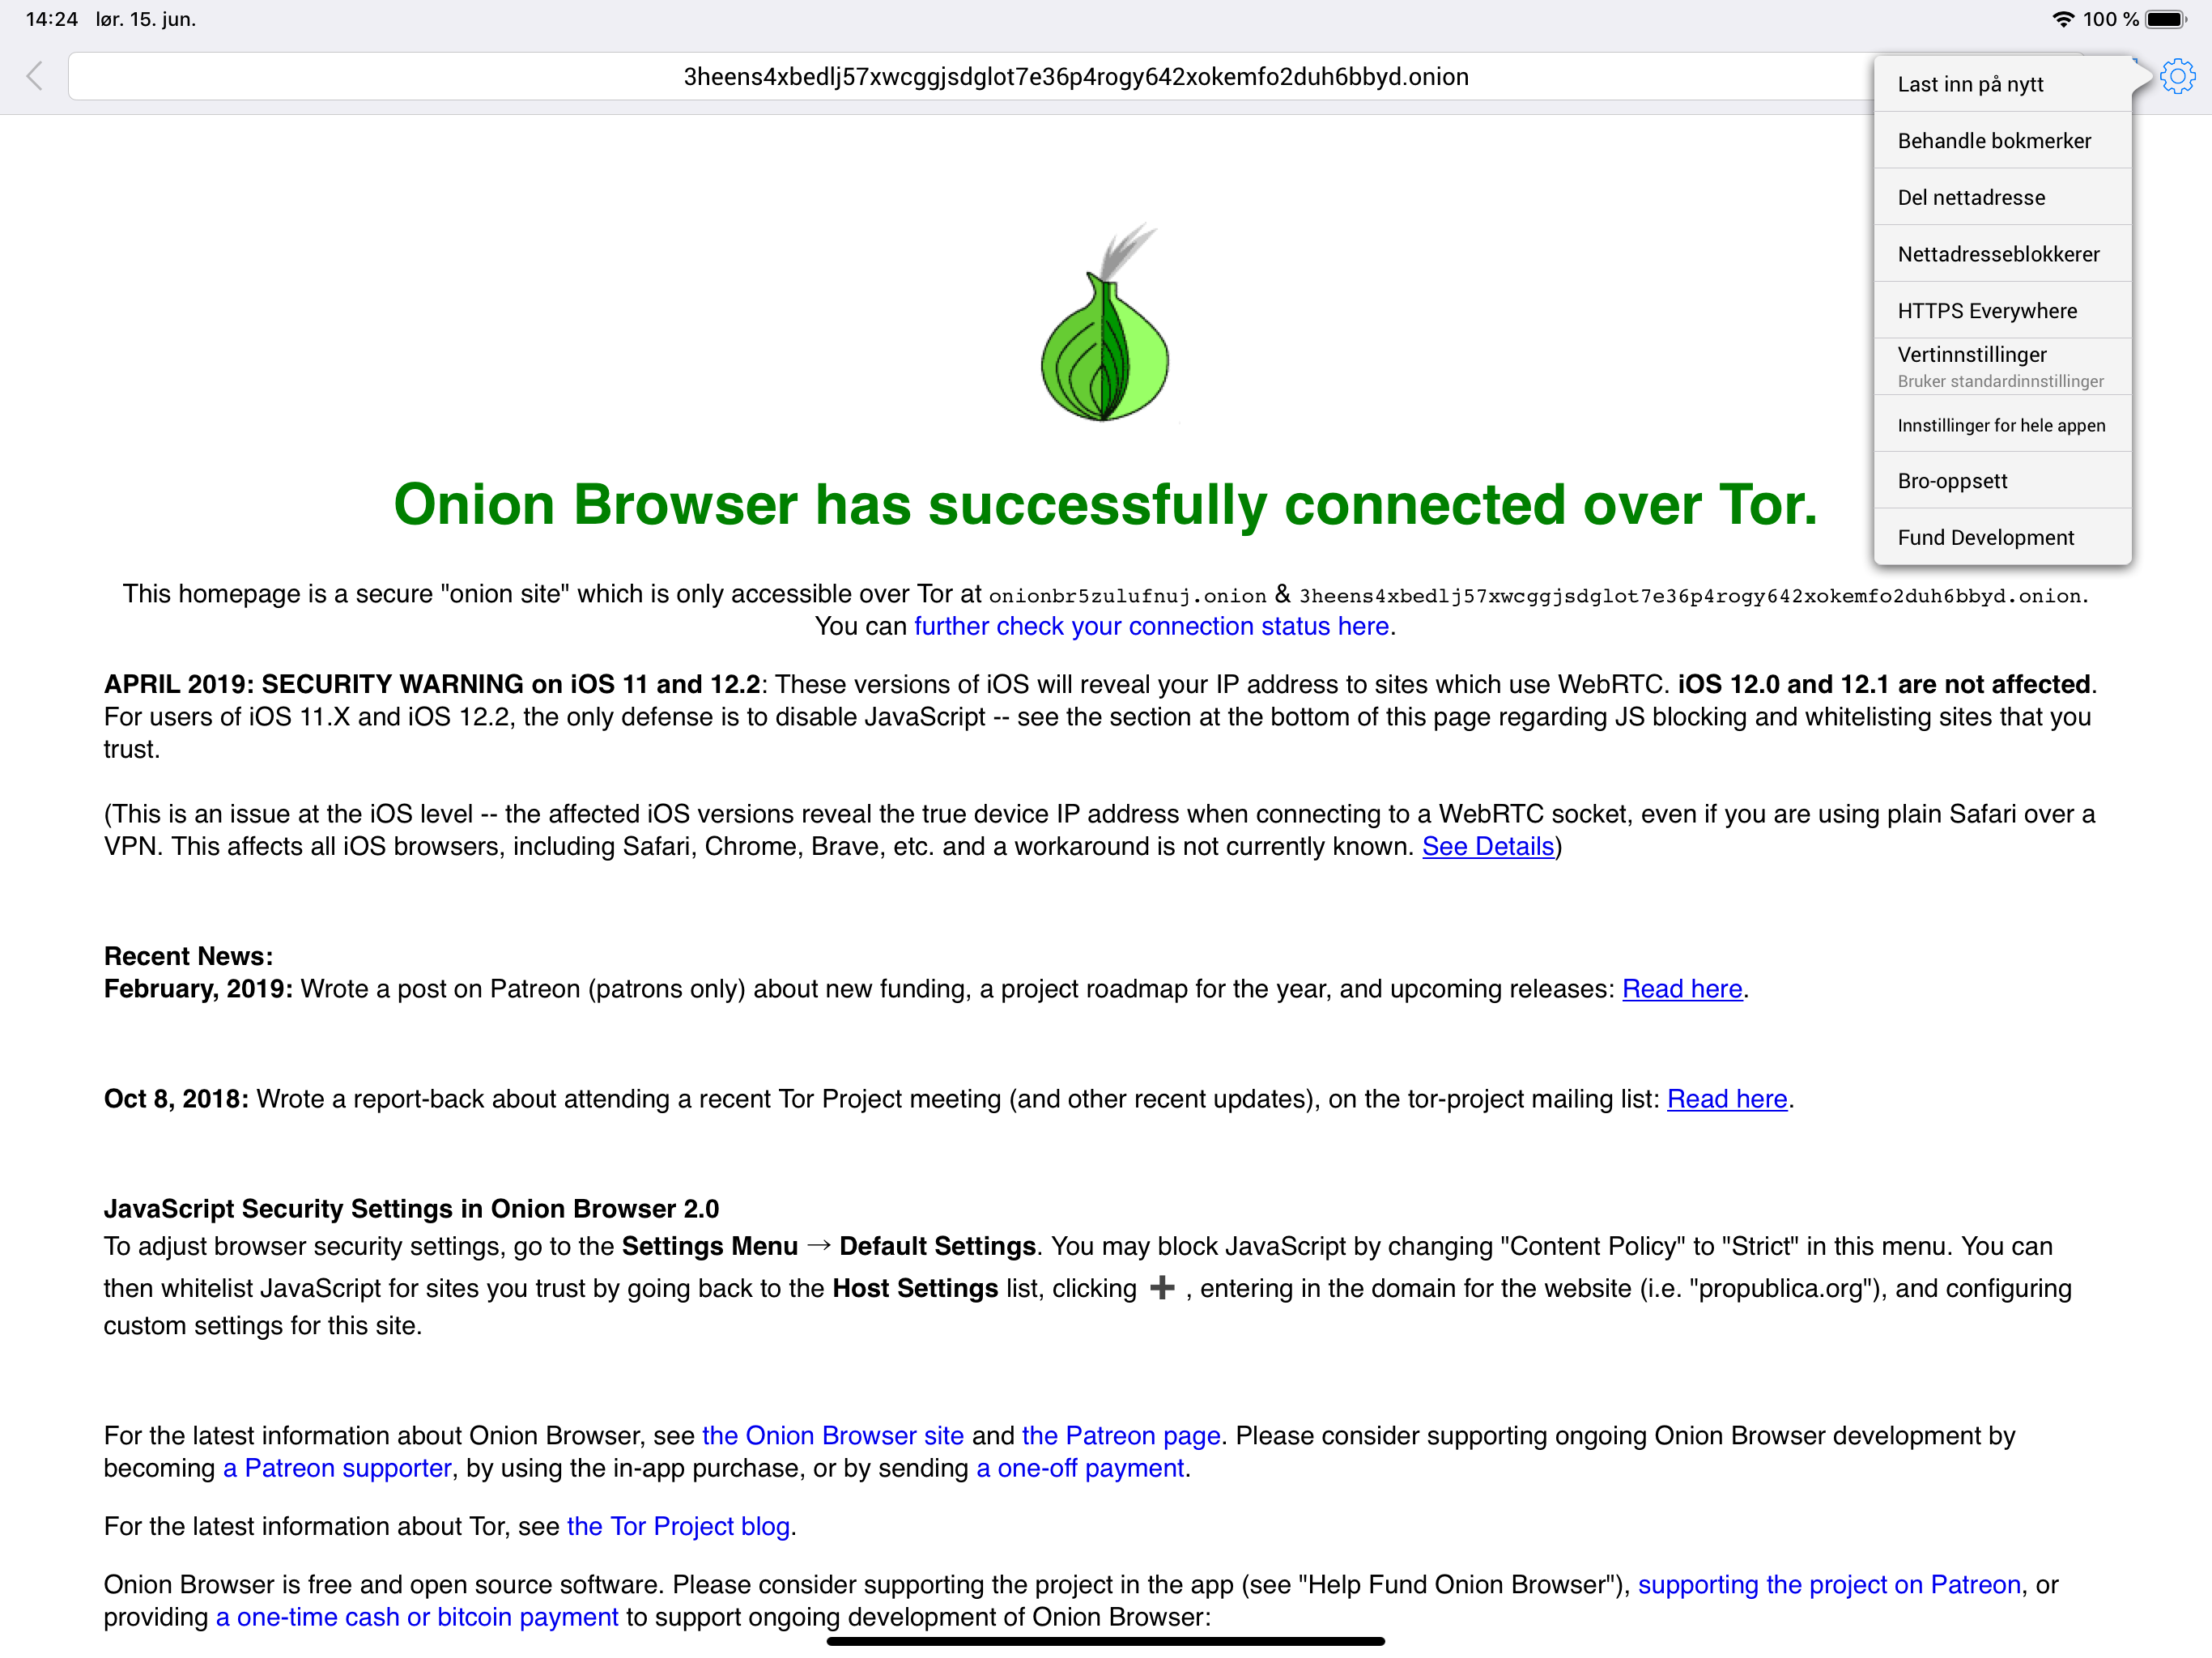 14:24 lør. 15. jun.
100 %
3heens4xbedlj57xwcggjsdglot7e36p4rogy642xokemfo2duh6bbyd.onion
Last inn på nytt
Behandle bokmerker
Del nettadresse
Nettadresseblokkerer
HTTPS Everywhere
Vertinnstillinger
Bruker standardinnstillinger
Innstillinger for hele appen
Bro-oppsett
Fund Development
Onion Browser has successfully connected over Tor.
This homepage is a secure "onion site" which is only accessible over Tor at onionbr5zulufnuj.onion & 3heens4xbedlj57xwcggjsdglot7e36p4rogy642xokemfo2duh6bbyd.onion.
You can further check your connection status here.
APRIL 2019: SECURITY WARNING on iOS 11 and 12.2: These versions of iOS will reveal your IP address to sites which use WebRTC. iOS 12.0 and 12.1 are not affected.
For users of iOS 11.X and iOS 12.2, the only defense is to disable JavaScript -- see the section at the bottom of this page regarding JS blocking and whitelisting sites that you
trust.
(This is an issue at the iOS level -- the affected iOS versions reveal the true device IP address when connecting to a WebRTC socket, even if you are using plain Safari over a
VPN. This affects all iOS browsers, including Safari, Chrome, Brave, etc. and a workaround is not currently known. See Details)
Recent News:
February, 2019: Wrote a post on Patreon (patrons only) about new funding, a project roadmap for the year, and upcoming releases: Read here.
Oct 8, 2018: Wrote a report-back about attending a recent Tor Project meeting (and other recent updates), on the tor-project mailing list: Read here.
JavaScript Security Settings in Onion Browser 2.0
To adjust browser security settings, go to the Settings Menu → Default Settings. You may block JavaScript by changing "Content Policy" to "Strict" in this menu. You can
then whitelist JavaScript for sites you trust by going back to the Host Settings list, clicking ➕ , entering in the domain for the website (i.e. "propublica.org"), and configuring
custom settings for this site.
For the latest information about Onion Browser, see the Onion Browser site and the Patreon page. Please consider supporting ongoing Onion Browser development by
becoming a Patreon supporter, by using the in-app purchase, or by sending a one-off payment.
For the latest information about Tor, see the Tor Project blog.
Onion Browser is free and open source software. Please consider supporting the project in the app (see "Help Fund Onion Browser"), supporting the project on Patreon, or
providing a one-time cash or bitcoin payment to support ongoing development of Onion Browser: